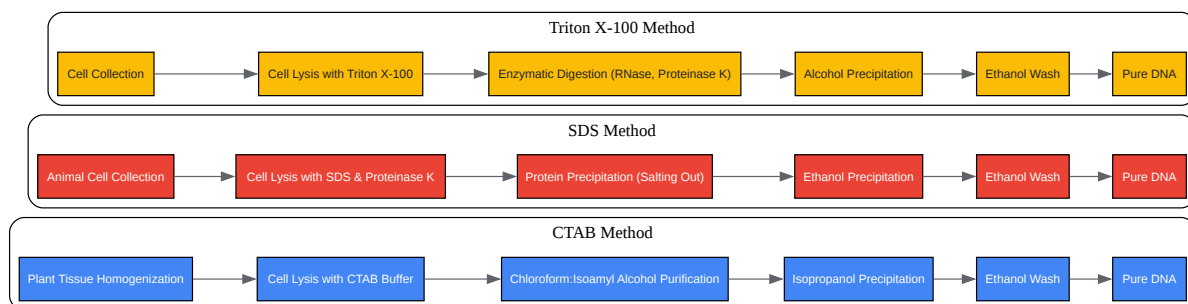 Triton X-100 Method
Cell Collection
Cell Lysis with Triton X-100
Enzymatic Digestion (RNase, Proteinase K)
Alcohol Precipitation
Ethanol Wash
Pure DNA
SDS Method
Animal Cell Collection
Cell Lysis with SDS & Proteinase K
Protein Precipitation (Salting Out)
Ethanol Precipitation
Ethanol Wash
Pure DNA
CTAB Method
Plant Tissue Homogenization
Cell Lysis with CTAB Buffer
Chloroform:Isoamyl Alcohol Purification
Isopropanol Precipitation
Ethanol Wash
Pure DNA